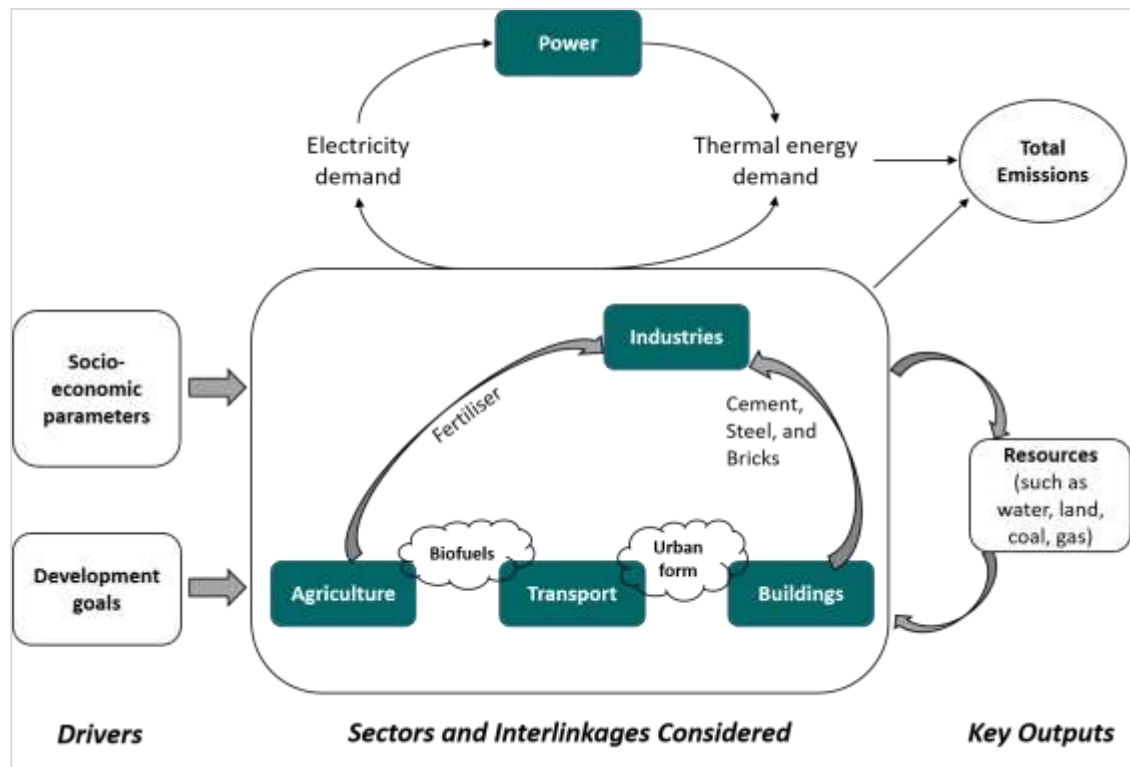 Power
Electricity
demand
Thermal energy
demand
Total
Emissions
Socio-
economic
parameters
Industries
Fertiliser
Cement,
Steel, and
Bricks
Resources
(such as
water, land,
coal, gas)
Development
goals
Biofuels
Urban
form
Agriculture
Transport
Buildings
Drivers
Sectors and Interlinkages Considered
Key Outputs